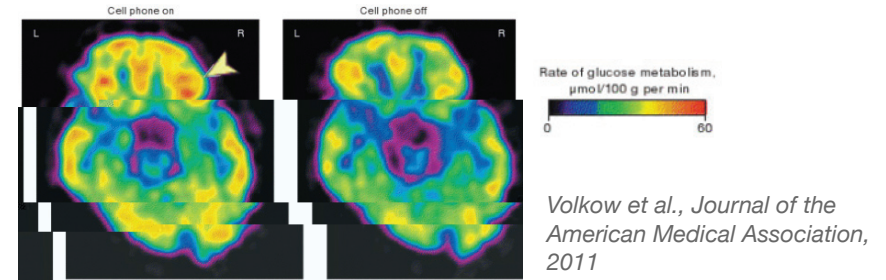 Cell phone on
Cell phone off
L
R
L
R
Rate of glucose metabolism,
μmol/100 g per min
0
60
Volkow et al., Journal of the
American Medical Association,
2011